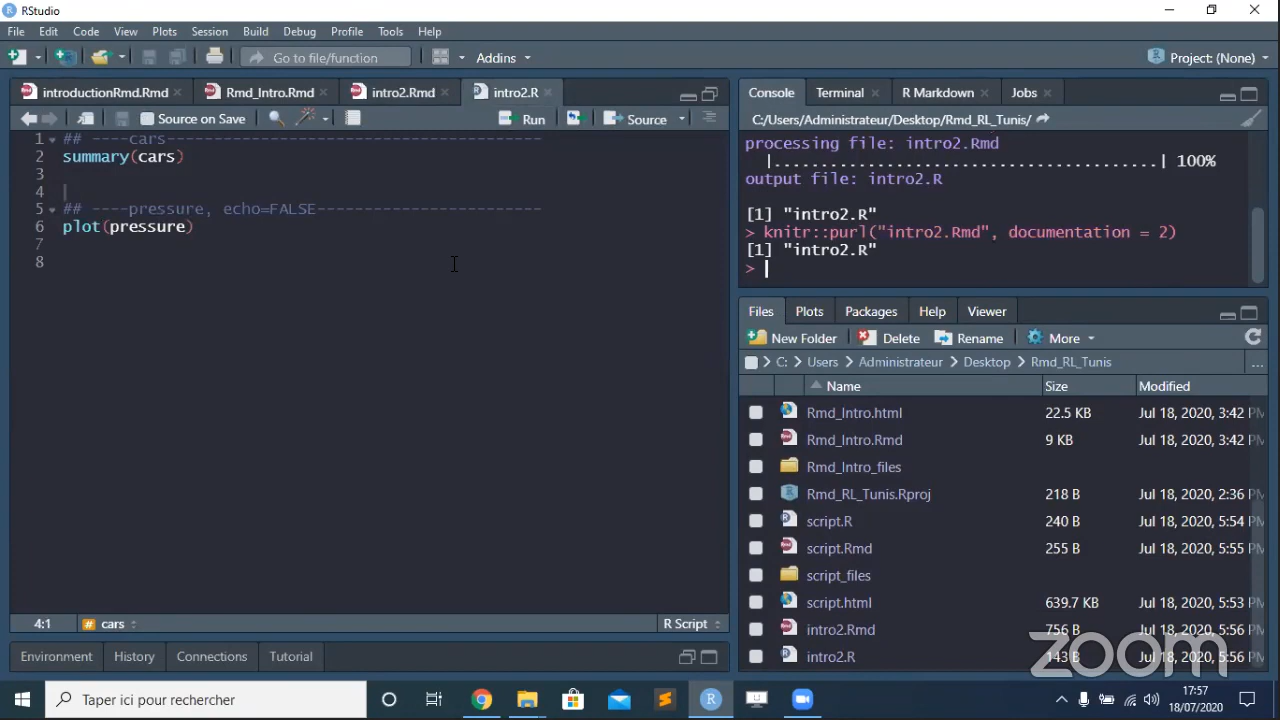 RStudio
File Edit Code View Plots Session Build Debug Profile Tools Help
Go to file/function Addins Project: (None)
introductionRmd.Rmd Rmd_Intro.Rmd intro2.Rmd intro2.R
Source on Save Run Source
1 ## ----cars------------------------------------------
2 summary(cars)
3
4
5 ## ----pressure, echo=FALSE-------------------------
6 plot(pressure)
7
8
4:1 cars R Script
Environment History Connections Tutorial
Console Terminal R Markdown Jobs
C:/Users/Administrateur/Desktop/Rmd_RL_Tunis/
processing file: intro2.Rmd
|...........................................| 100%
output file: intro2.R
[1] "intro2.R"
> knitr::purl("intro2.Rmd", documentation = 2)
[1] "intro2.R"
>
Files Plots Packages Help Viewer
New Folder Delete Rename More
C: Users Administrateur Desktop Rmd_RL_Tunis ...
Name Size Modified
Rmd_Intro.html 22.5 KB Jul 18, 2020, 3:42 PM
Rmd_Intro.Rmd 9 KB Jul 18, 2020, 3:42 PM
Rmd_Intro_files
Rmd_RL_Tunis.Rproj 218 B Jul 18, 2020, 2:36 PM
script.R 240 B Jul 18, 2020, 5:54 PM
script.Rmd 255 B Jul 18, 2020, 5:55 PM
script_files
script.html 639.7 KB Jul 18, 2020, 5:53 PM
intro2.Rmd 756 B Jul 18, 2020, 5:56 PM
intro2.R 143 B Jul 18, 2020, 5:56 PM
zoom
Taper ici pour rechercher
17:57
18/07/2020